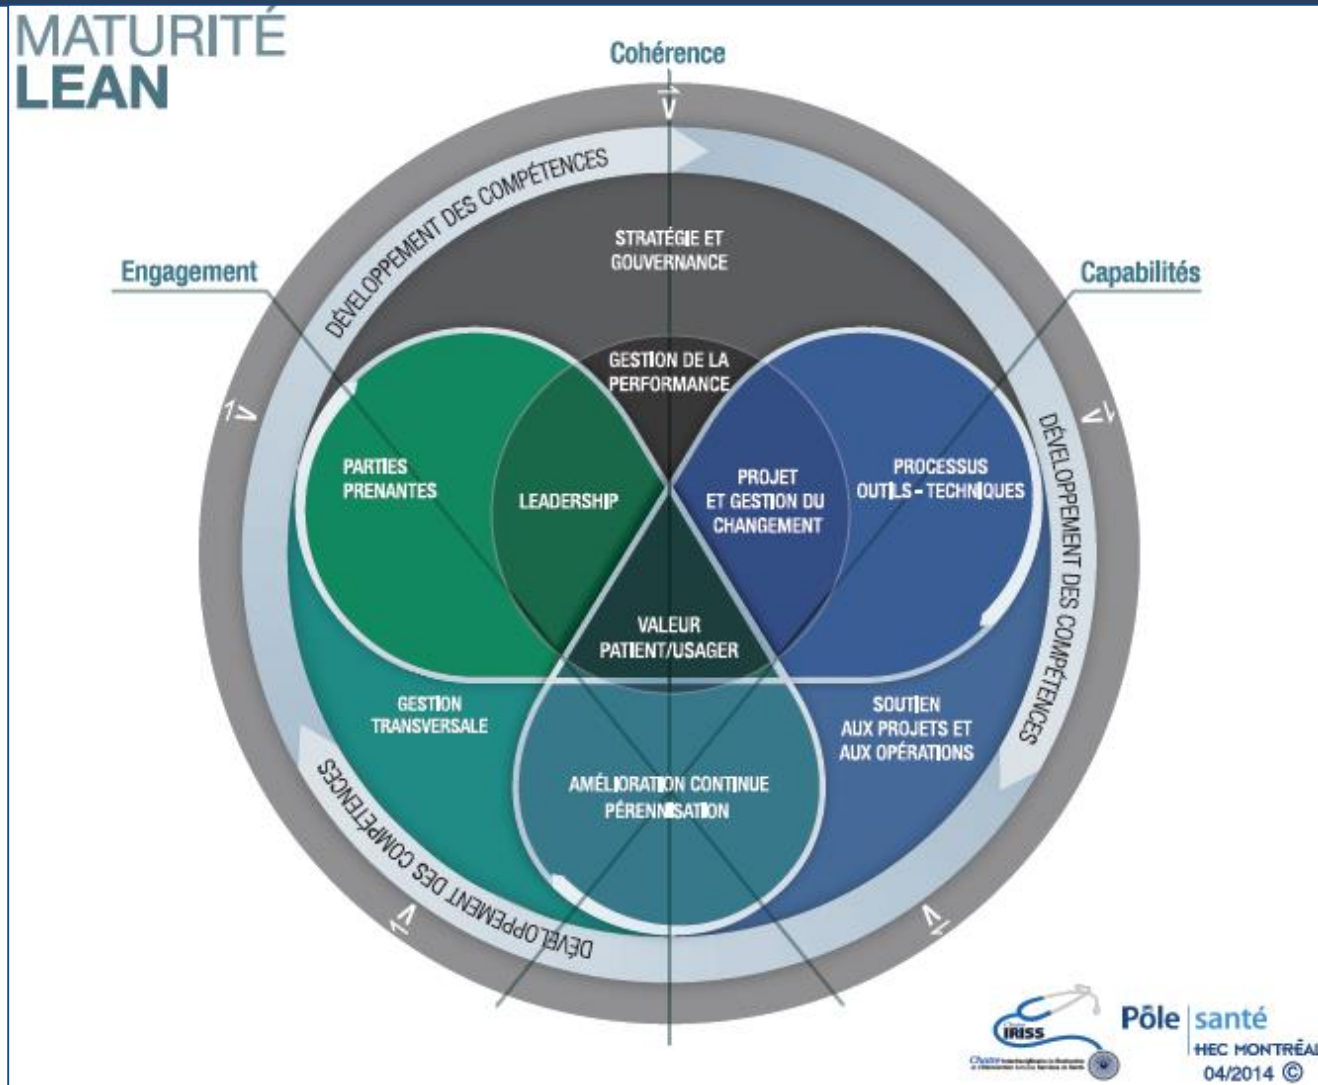 MATURITÉ
LEAN
Cohérence
Engagement
Capabilités
DÉVELOPPEMENT DES COMPÉTENCES
STRATÉGIE ET
GOUVERNANCE
GESTION DE LA
PERFORMANCE
PARTIES
PRENANTES
LEADERSHIP
PROJET
ET GESTION DU
CHANGEMENT
PROCESSUS
OUTILS – TECHNIQUES
DÉVELOPPEMENT DES COMPÉTENCES
VALEUR
PATIENT/USAGER
GESTION
TRANSVERSALE
SOUTIEN
AUX PROJETS ET
AUX OPÉRATIONS
AMÉLIORATION CONTINUE
PÉRENNISATION
DÉVELOPPEMENT DES COMPÉTENCES
Chaire
IRISS
Pôle santé
HEC MONTRÉAL
04/2014 ©